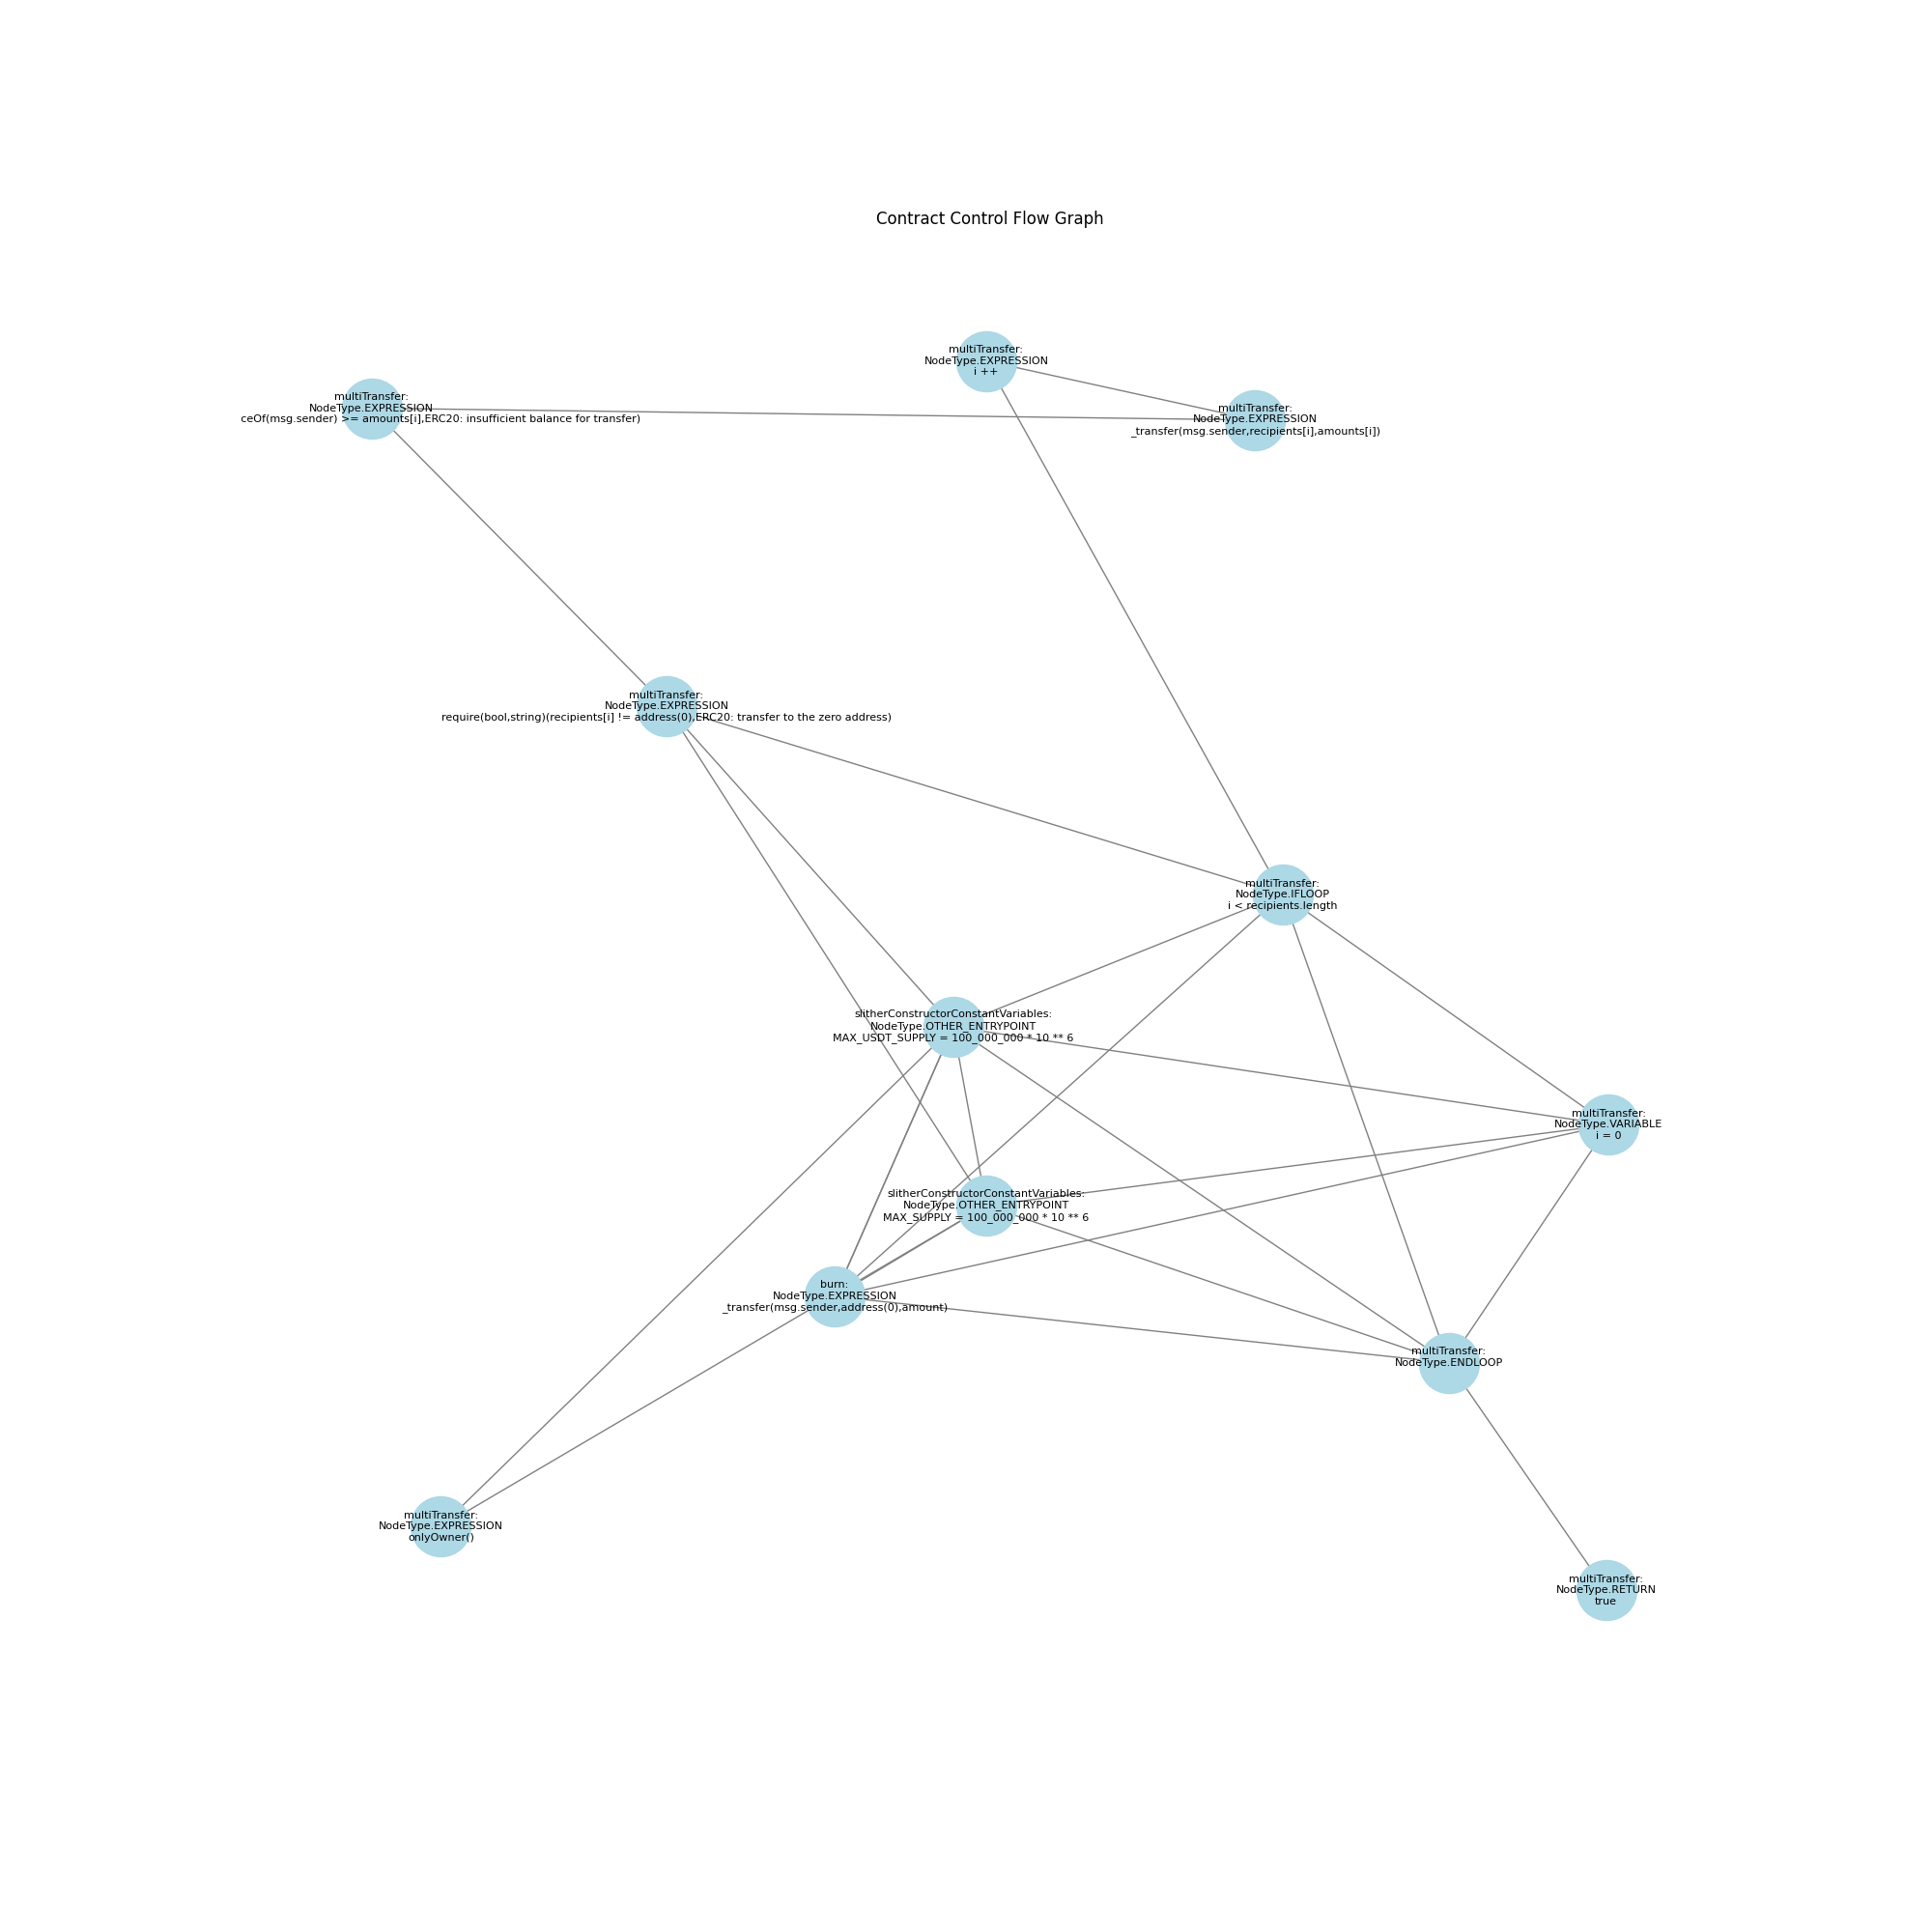 Contract Control Flow Graph
multiTransfer:
NodeType.EXPRESSION
i ++
multiTransfer:
NodeType.EXPRESSION
ceOf(msg.sender) >= amounts[i],ERC20: insufficient balance for transfer)
multiTransfer:
NodeType.EXPRESSION
_transfer(msg.sender,recipients[i],amounts[i])
multiTransfer:
NodeType.EXPRESSION
require(bool,string)(recipients[i] != address(0),ERC20: transfer to the zero address)
multiTransfer:
NodeType.IFLOOP
i < recipients.length
slitherConstructorConstantVariables:
NodeType.OTHER_ENTRYPOINT
MAX_USDT_SUPPLY = 100_000_000 * 10 ** 6
multiTransfer:
NodeType.VARIABLE
i = 0
slitherConstructorConstantVariables:
NodeType.OTHER_ENTRYPOINT
MAX_SUPPLY = 100_000_000 * 10 ** 6
burn:
NodeType.EXPRESSION
_transfer(msg.sender,address(0),amount)
multiTransfer:
NodeType.ENDLOOP
multiTransfer:
NodeType.EXPRESSION
onlyOwner()
multiTransfer:
NodeType.RETURN
true